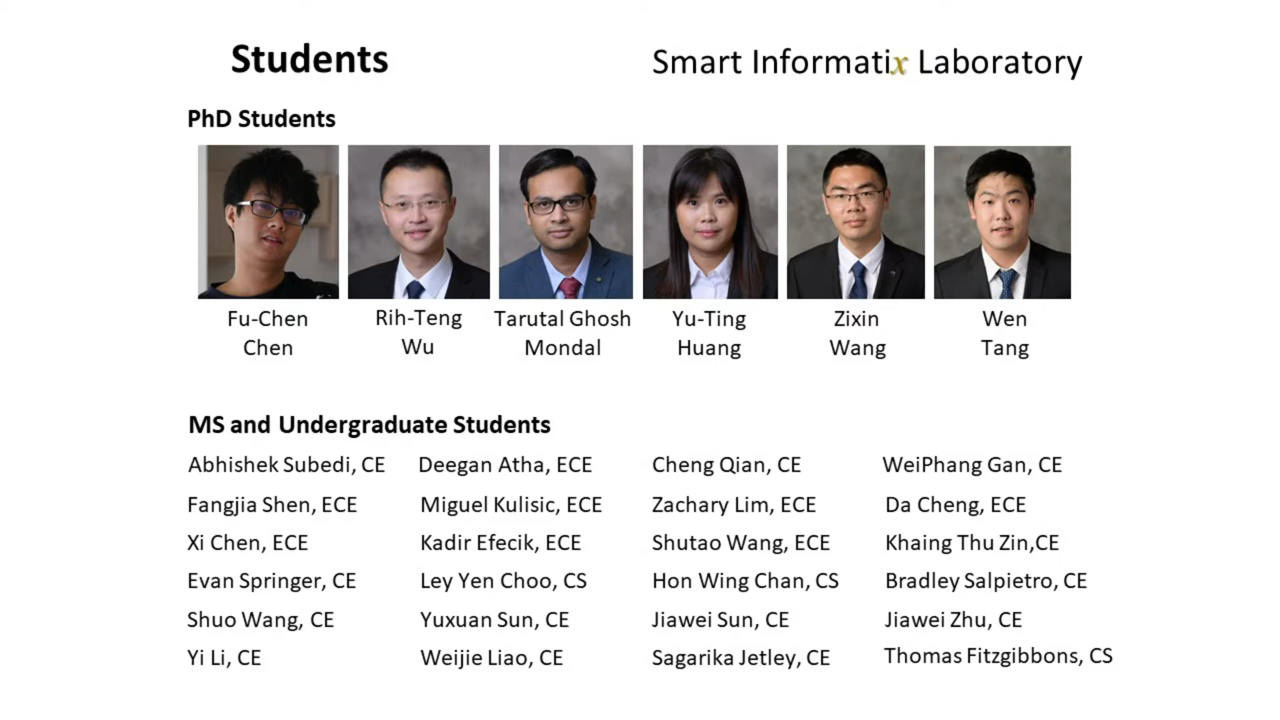 Students
Smart Informatix Laboratory
PhD Students
Fu-Chen
Chen
Rih-Teng
Wu
Tarutal Ghosh
Mondal
Yu-Ting
Huang
Zixin
Wang
Wen
Tang
MS and Undergraduate Students
Abhishek Subedi, CE
Deegan Atha, ECE
Cheng Qian, CE
WeiPhang Gan, CE
Fangjia Shen, ECE
Miguel Kulisic, ECE
Zachary Lim, ECE
Da Cheng, ECE
Xi Chen, ECE
Kadir Efecik, ECE
Shutao Wang, ECE
Khaing Thu Zin,CE
Evan Springer, CE
Ley Yen Choo, CS
Hon Wing Chan, CS
Bradley Salpietro, CE
Shuo Wang, CE
Yuxuan Sun, CE
Jiawei Sun, CE
Jiawei Zhu, CE
Yi Li, CE
Weijie Liao, CE
Sagarika Jetley, CE
Thomas Fitzgibbons, CS